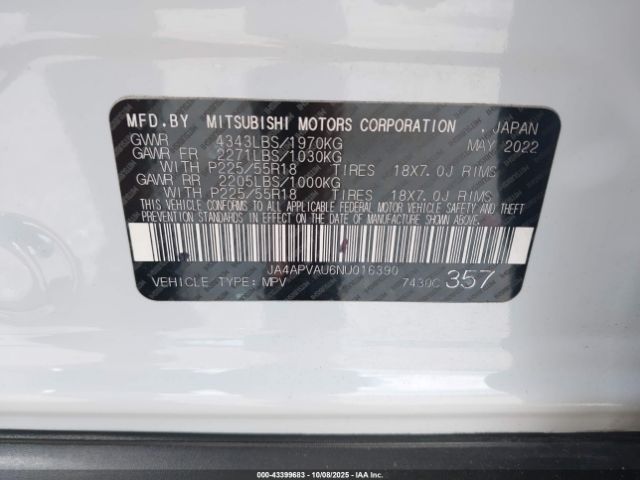 MFD.BY MITSUBISHI MOTORS CORPORATION , JAPAN
GVWR 4343LBS/1970KG MAY 2022
GAWR FR 2271LBS/1030KG
WITH P225/55R18 TIRES 18X7.0J RIMS
GAWR RR 2205LBS/1000KG
WITH P225/55R18 TIRES 18X7.0J RIMS
THIS VEHICLE CONFORMS TO ALL APPLICABLE FEDERAL MOTOR VEHICLE SAFETY AND THEFT
PREVENTION STANDARDS IN EFFECT ON THE DATE OF MANUFACTURE SHOWN ABOVE.
JA4APVAU6NU016390
VEHICLE TYPE:MPV 7430C 357
000-43399683 | 10/08/2025 | © COPYRIGHT IAA